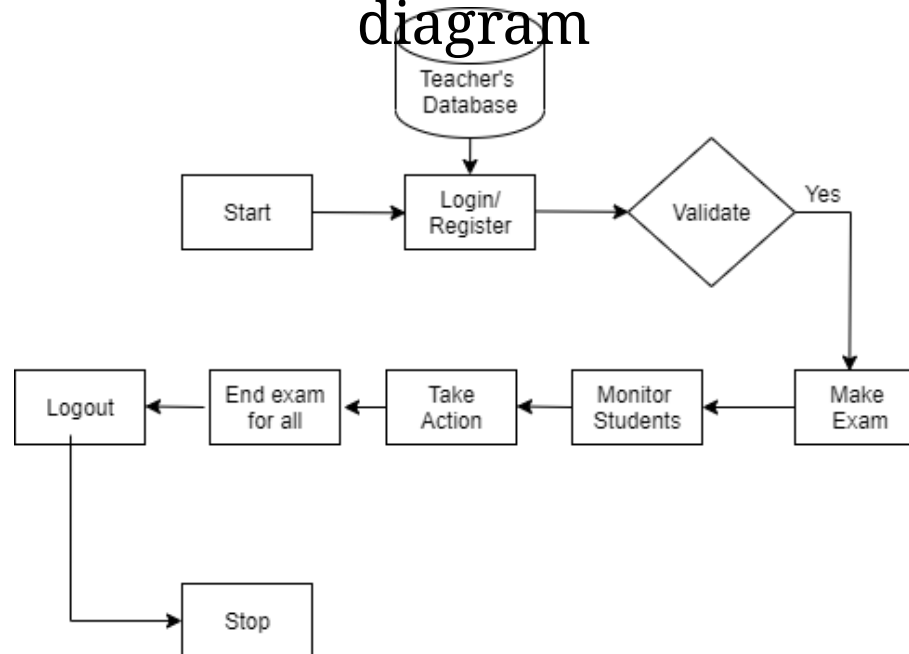 diagram
Teacher's
Database
Start
Login/
Register
Validate
Yes
Logout
End exam
for all
Take
Action
Monitor
Students
Make
Exam
Stop